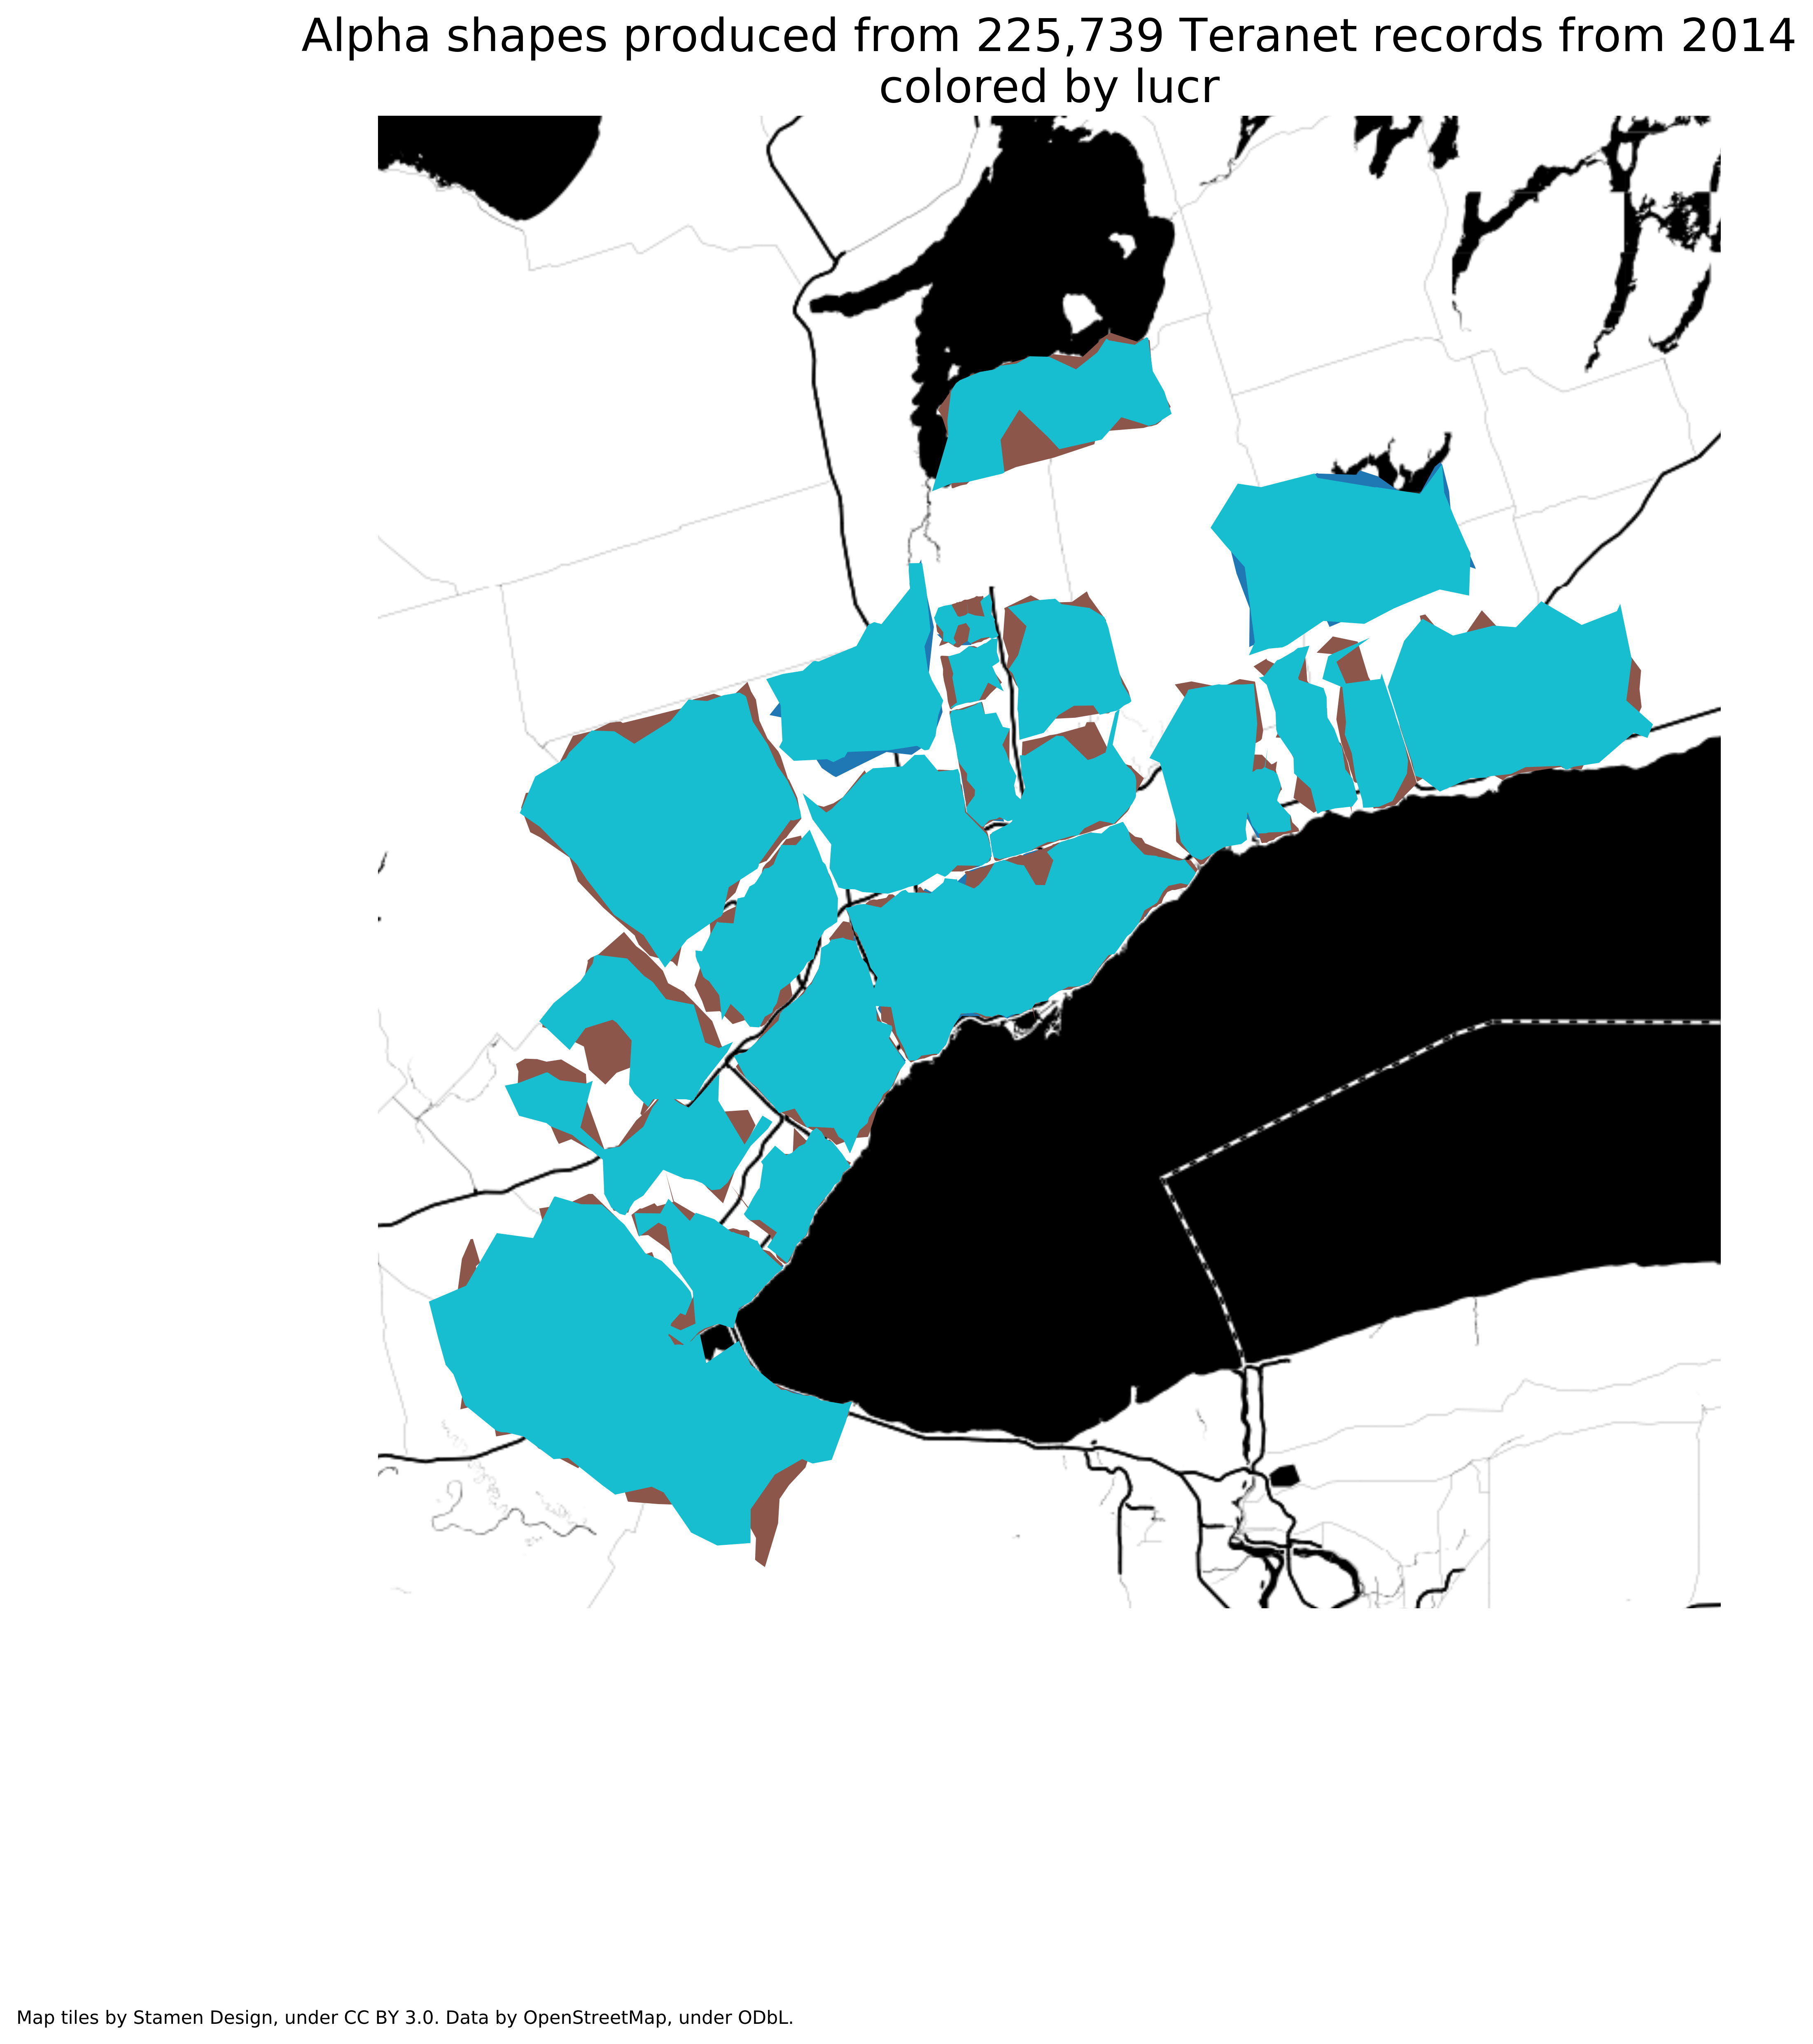 Alpha shapes produced from 225,739 Teranet records from 2014
colored by lucr
Map tiles by Stamen Design, under CC BY 3.0. Data by OpenStreetMap, under ODbL.